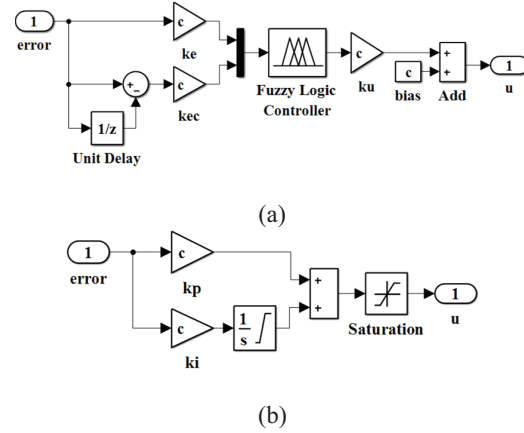 1
error
c
ke
+
−
c
kec
1/z
Unit Delay
Fuzzy Logic
Controller
c
ku
c
bias
+
+
Add
1
u
(a)
1
error
c
kp
c
ki
1
s
+
+
Saturation
1
u
(b)